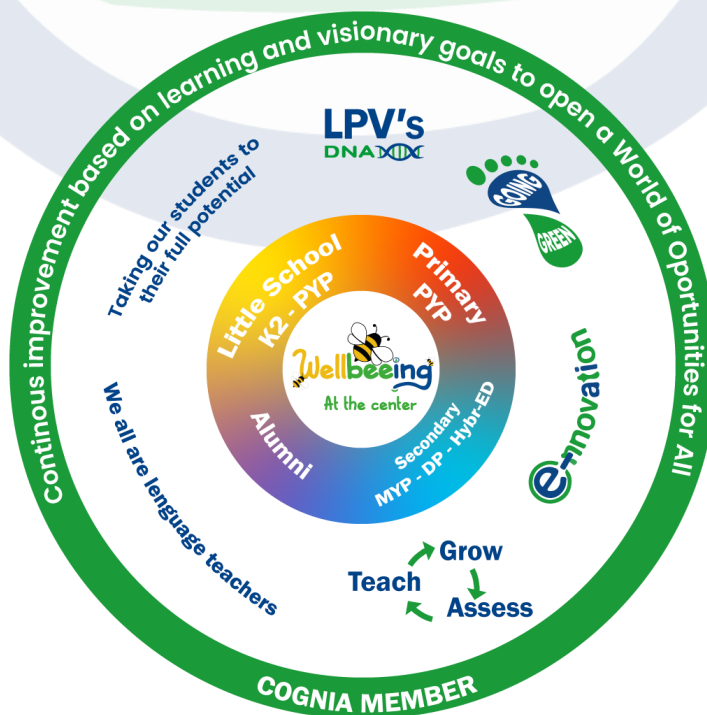 Continous improvement based on learning and visionary goals to open a World of Oportunities for All
LPV's
DNA
GOING
GREEN
Taking our students to
their full potential
Little School
K2 - PYP
Primary
PYP
Wellbeeing
At the center
e-nnovation
Alumni
Secondary
MYP - DP - Hybr-ED
We all are lenguage teachers
Grow
Teach
Assess
COGNIA MEMBER